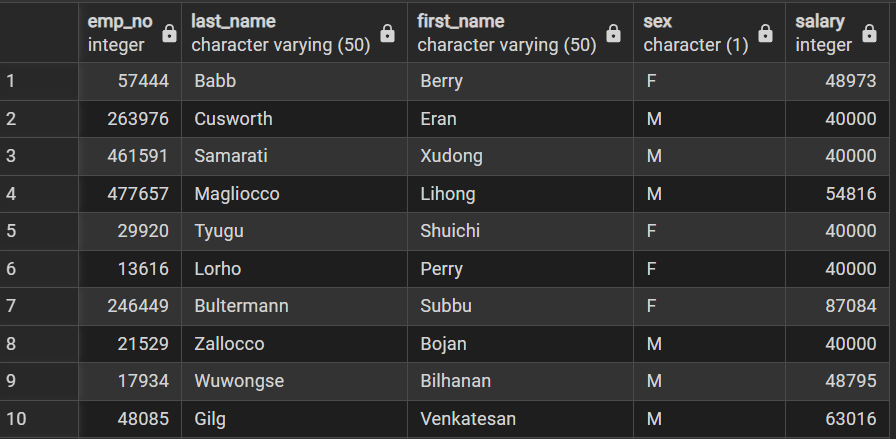 emp_no last_name first_name sex salary
integer character varying (50) character varying (50) character (1) integer
1 57444 Babb Berry F 48973
2 263976 Cusworth Eran M 40000
3 461591 Samarati Xudong M 40000
4 477657 Magliocco Lihong M 54816
5 29920 Tyugu Shuichi F 40000
6 13616 Lorho Perry F 40000
7 246449 Bultermann Subbu F 87084
8 21529 Zallocco Bojan M 40000
9 17934 Wuwongse Bilhanan M 48795
10 48085 Gilg Venkatesan M 63016